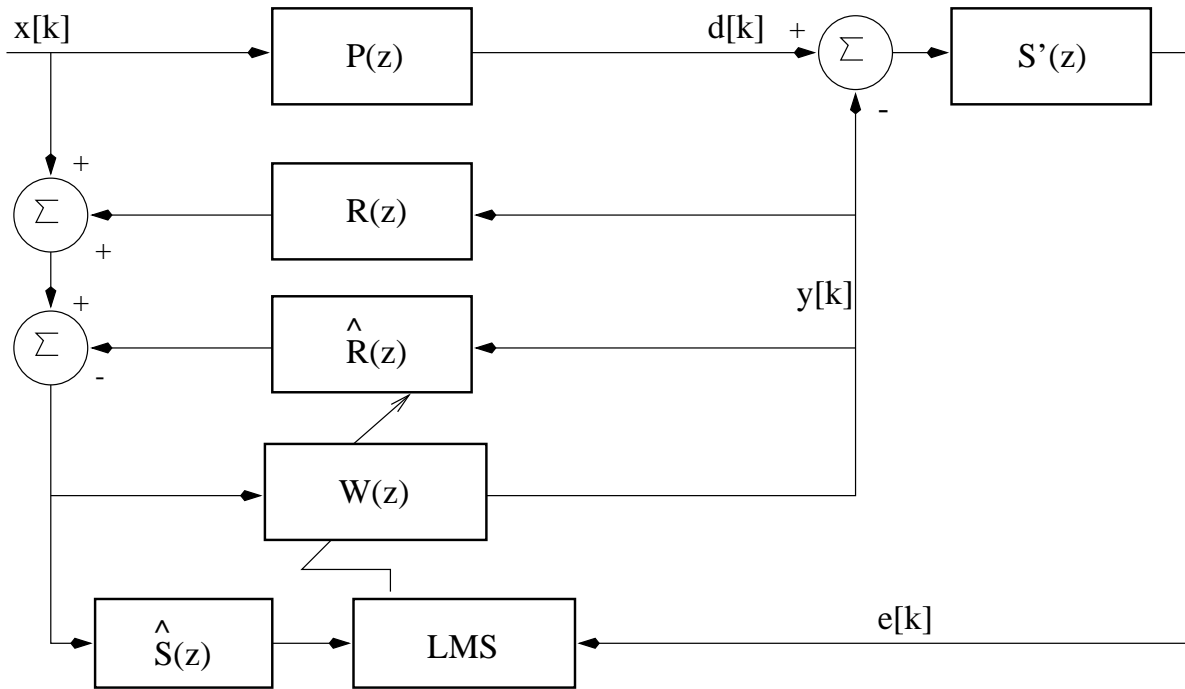 x[k]
P(z)
d[k]
+
Σ
-
S'(z)
+
Σ
+
R(z)
+
Σ
-
^
R(z)
y[k]
W(z)
^
S(z)
LMS
e[k]